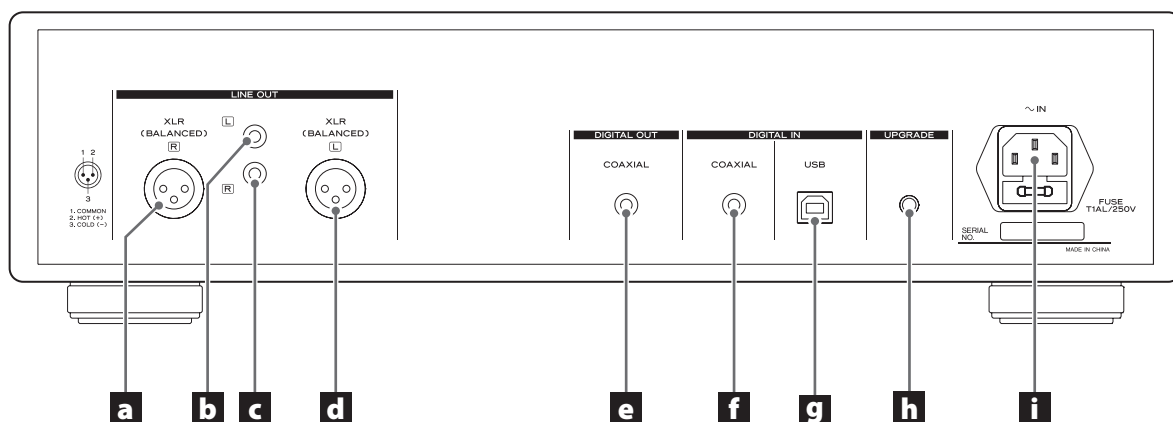 LINE OUT
XLR
(BALANCED)
R
L
R
XLR
(BALANCED)
L
1 2
3
1. COMMON
2. HOT (+)
3. COLD (−)
DIGITAL OUT
COAXIAL
DIGITAL IN
COAXIAL
USB
UPGRADE
～ IN
FUSE
T1AL/250V
SERIAL
NO.
MADE IN CHINA
a b c d e f g h i